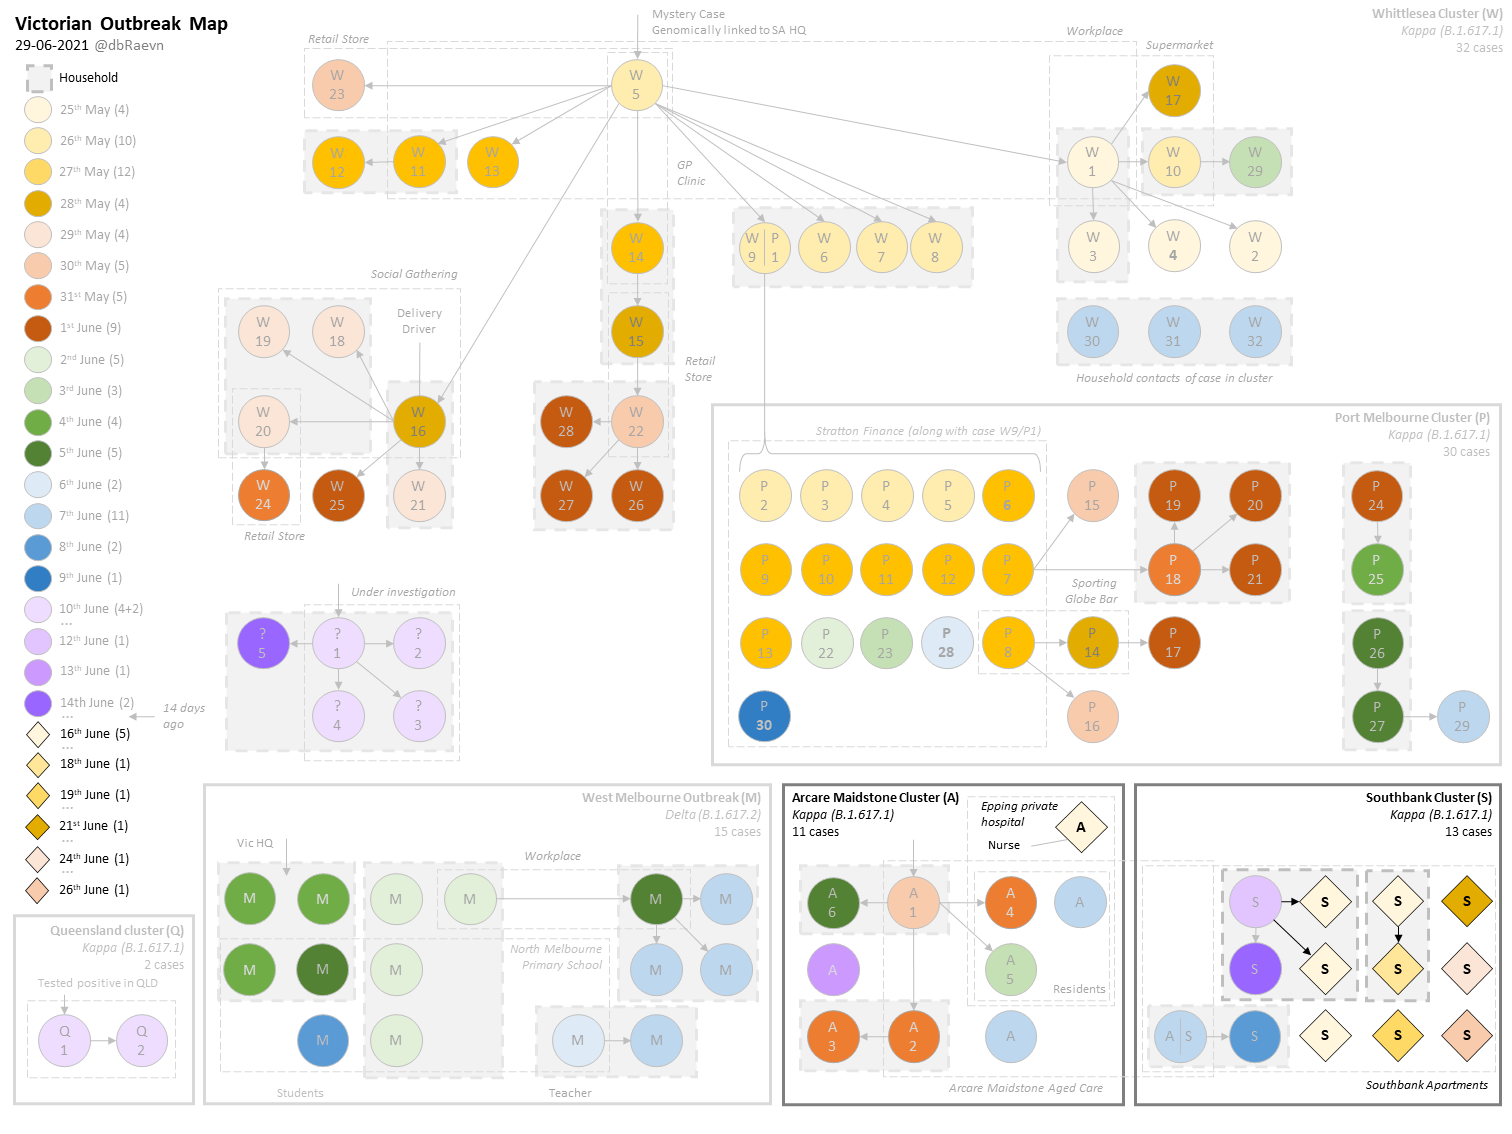 Victorian Outbreak Map
29-06-2021 @dbRaevn
Household
25th May (4)
26th May (10)
27th May (12)
28th May (4)
29th May (4)
30th May (5)
31st May (5)
1st June (9)
2nd June (5)
3rd June (3)
4th June (4)
5th June (5)
6th June (2)
7th June (11)
8th June (2)
9th June (1)
10th June (4+2)
...
12th June (1)
13th June (1)
14th June (2)
...
14 days
ago
16th June (5)
...
18th June (1)
19th June (1)
...
21st June (1)
...
24th June (1)
...
26th June (1)
Mystery Case
Genomically linked to SA HQ
Whittlesea Cluster (W)
Kappa (B.1.617.1)
32 cases
Retail Store
Workplace
Supermarket
W
23
W
5
W
17
W
12
W
11
W
13
GP
Clinic
W
1
W
10
W
29
W
14
W
9
P
1
W
6
W
7
W
8
W
3
W
4
W
2
Social Gathering
Delivery
Driver
W
19
W
18
W
15
Retail
Store
W
30
W
31
W
32
Household contacts of case in cluster
W
20
W
16
W
28
W
22
W
24
W
25
W
21
W
27
W
26
Retail Store
Port Melbourne Cluster (P)
Kappa (B.1.617.1)
30 cases
Stratton Finance (along with case W9/P1)
P
2
P
3
P
4
P
5
P
6
P
15
P
19
P
20
P
24
P
9
P
10
P
11
P
12
P
7
P
18
P
21
P
25
Sporting
Globe Bar
P
13
P
22
P
23
P
28
P
8
P
14
P
17
P
26
P
30
P
16
P
27
P
29
Under investigation
?
5
?
1
?
2
?
4
?
3
Queensland cluster (Q)
Kappa (B.1.617.1)
2 cases
Tested positive in QLD
Q
1
Q
2
West Melbourne Outbreak (M)
Delta (B.1.617.2)
15 cases
Vic HQ
Workplace
M
M
M
M
M
M
North Melbourne
Primary School
M
M
M
M
M
M
M
M
M
Students
Teacher
Arcare Maidstone Cluster (A)
Kappa (B.1.617.1)
11 cases
Epping private
hospital
Nurse
A
A
6
A
1
A
4
A
A
A
5
Residents
A
3
A
2
A
Arcare Maidstone Aged Care
Southbank Cluster (S)
Kappa (B.1.617.1)
13 cases
S
S
S
S
S
S
S
S
A
S
S
S
S
S
Southbank Apartments